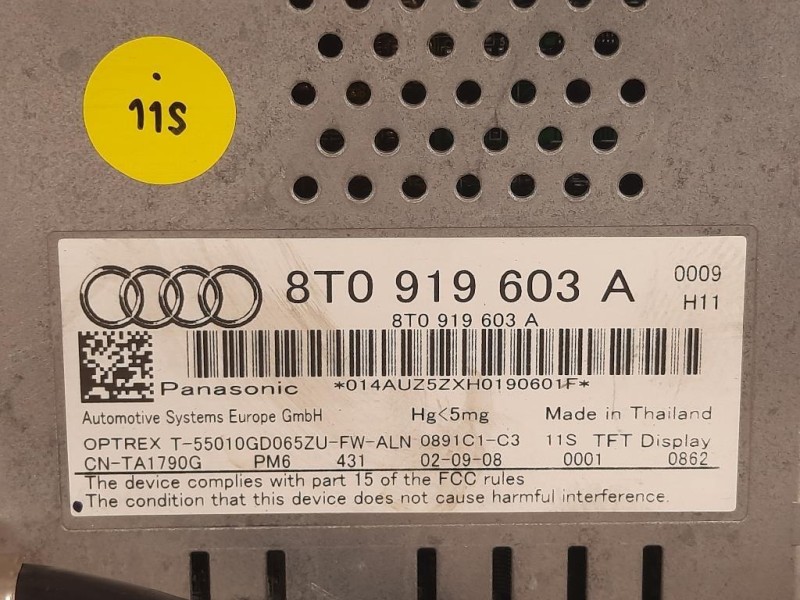 11S
8T0 919 603 A
0009
H11
8T0 919 603 A
Panasonic *014AUZ5ZXH0190601F*
Automotive Systems Europe GmbH Hg<5mg Made in Thailand
OPTREX T-55010GD065ZU-FW-ALN 0891C1-C3 11S TFT Display
CN-TA1790G PM6 431 02-09-08 0001 0862
The device complies with part 15 of the FCC rules
The condition that this device does not cause harmful interference.